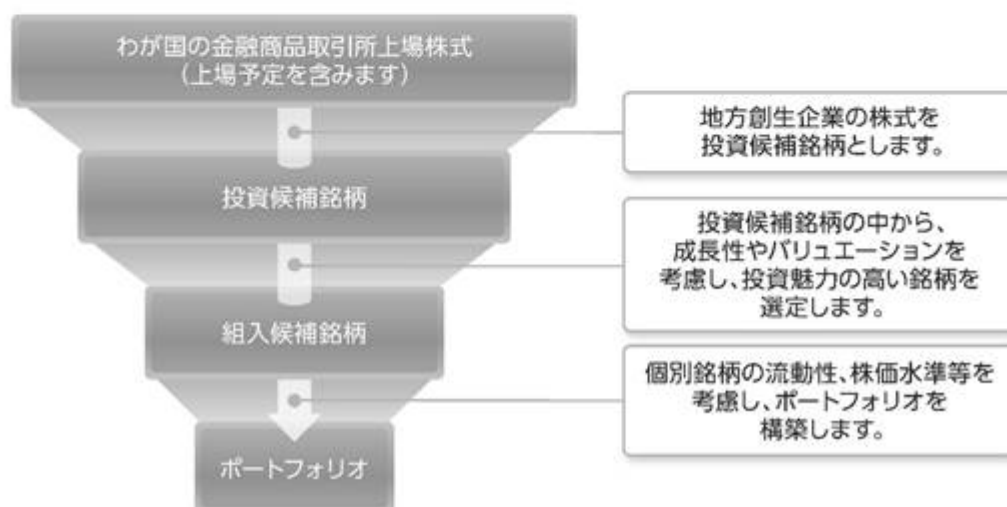 わが国の金融商品取引所上場株式
（上場予定を含みます）
地方創生企業の株式を
投資候補銘柄とします。
投資候補銘柄
投資候補銘柄の中から、
成長性やバリュエーションを
考慮し、投資魅力の高い銘柄を
選定します。
組入候補銘柄
個別銘柄の流動性、株価水準等を
考慮し、ポートフォリオを
構築します。
ポートフォリオ